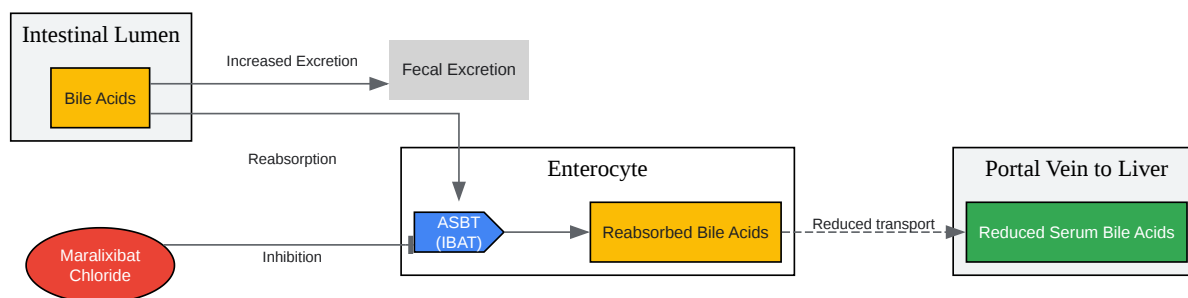 Intestinal Lumen
Bile Acids
Increased Excretion
Fecal Excretion
Reabsorption
Enterocyte
ASBT
(IBAT)
Reabsorbed Bile Acids
Reduced transport
Portal Vein to Liver
Reduced Serum Bile Acids
Maralixibat
Chloride
Inhibition